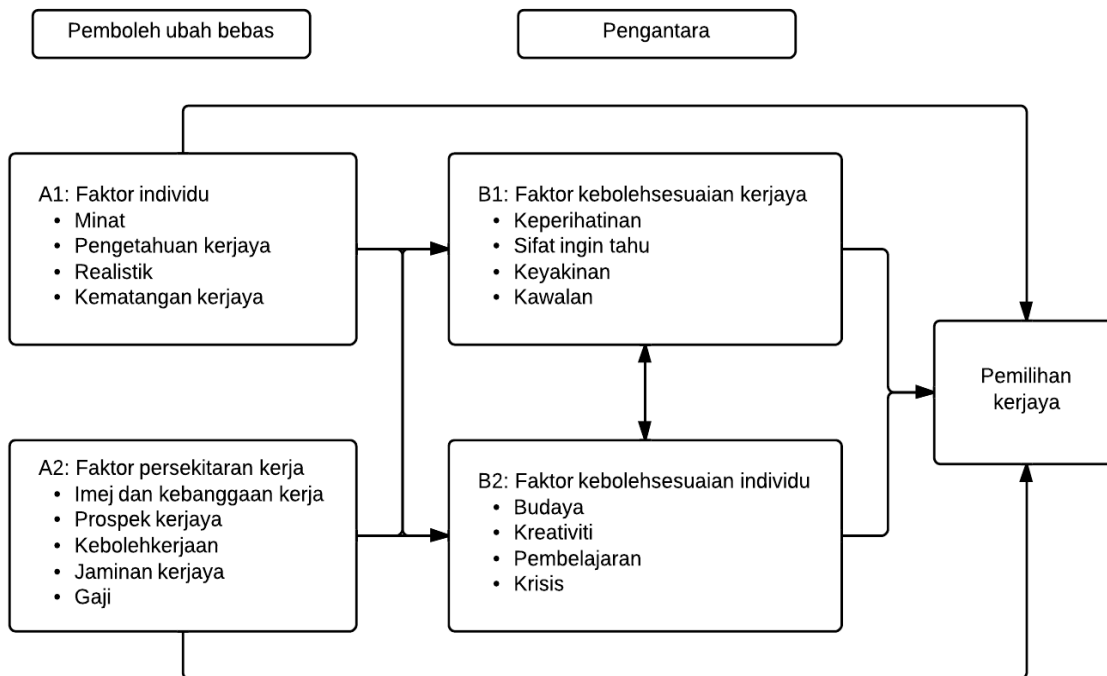 Pemboleh ubah bebas
Pengantara
A1: Faktor individu
• Minat
• Pengetahuan kerjaya
• Realistik
• Kematangan kerjaya
B1: Faktor kebolehsesuaian kerjaya
• Keperihatinan
• Sifat ingin tahu
• Keyakinan
• Kawalan
Pemilihan
kerjaya
A2: Faktor persekitaran kerja
• Imej dan kebanggaan kerja
• Prospek kerjaya
• Kebolehkerjaan
• Jaminan kerjaya
• Gaji
B2: Faktor kebolehsesuaian individu
• Budaya
• Kreativiti
• Pembelajaran
• Krisis